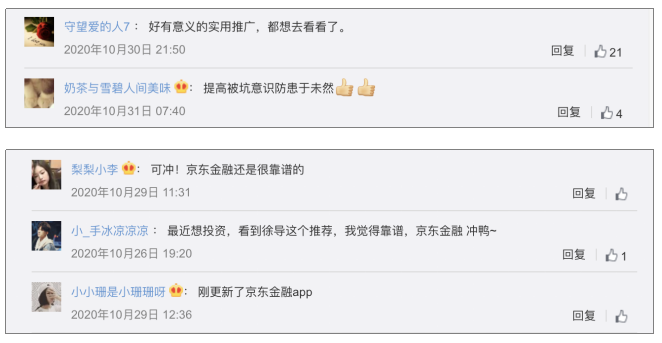 守望爱的人7：好有意义的实用推广，都想去看看了。
2020年10月30日 21:50 回复 21
奶茶与雪碧人间美味：提高被坑意识防患于未然👍👍
2020年10月31日 07:40 回复 4
梨梨小李：可冲！京东金融还是很靠谱的
2020年10月29日 11:31 回复
小_手冰凉凉凉：最近想投资，看到徐导这个推荐，我觉得靠谱，京东金融 冲鸭~
2020年10月26日 19:20 回复 1
小小珊是小珊珊呀：刚更新了京东金融app
2020年10月29日 12:36 回复